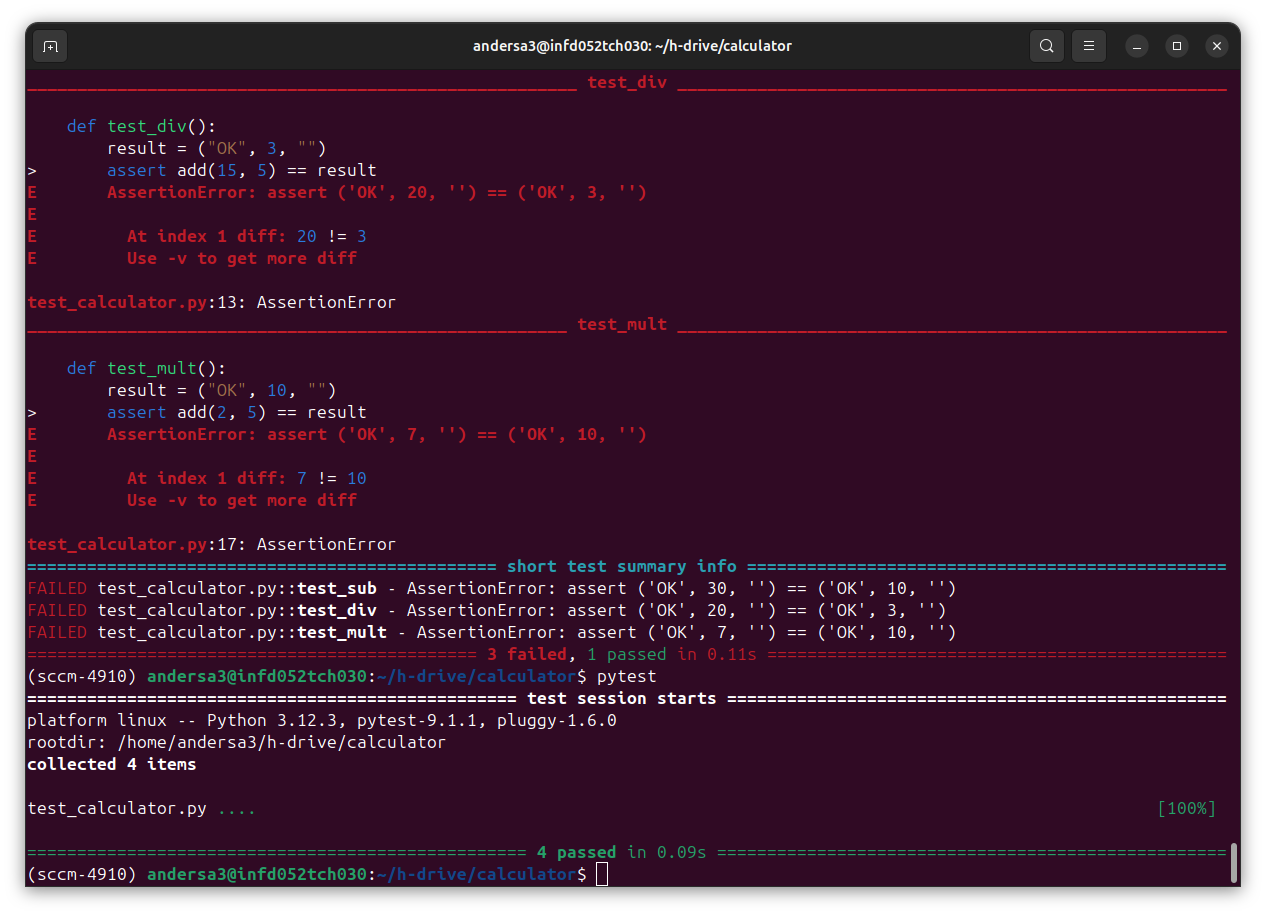 andersa3@infd052tch030: ~/h-drive/calculator
_______________________________________________________ test_div _______________________________________________________
    def test_div():
        result = ("OK", 3, "")
>       assert add(15, 5) == result
E       AssertionError: assert ('OK', 20, '') == ('OK', 3, '')
E
E         At index 1 diff: 20 != 3
E         Use -v to get more diff
test_calculator.py:13: AssertionError
______________________________________________________ test_mult _______________________________________________________
    def test_mult():
        result = ("OK", 10, "")
>       assert add(2, 5) == result
E       AssertionError: assert ('OK', 7, '') == ('OK', 10, '')
E
E         At index 1 diff: 7 != 10
E         Use -v to get more diff
test_calculator.py:17: AssertionError
=============================================== short test summary info ================================================
FAILED test_calculator.py::test_sub - AssertionError: assert ('OK', 30, '') == ('OK', 10, '')
FAILED test_calculator.py::test_div - AssertionError: assert ('OK', 20, '') == ('OK', 3, '')
FAILED test_calculator.py::test_mult - AssertionError: assert ('OK', 7, '') == ('OK', 10, '')
============================================= 3 failed, 1 passed in 0.11s ==============================================
(sccm-4910) andersa3@infd052tch030:~/h-drive/calculator$ pytest
================================================= test session starts ==================================================
platform linux -- Python 3.12.3, pytest-9.1.1, pluggy-1.6.0
rootdir: /home/andersa3/h-drive/calculator
collected 4 items
test_calculator.py ....                                                                                          [100%]
================================================== 4 passed in 0.09s ===================================================
(sccm-4910) andersa3@infd052tch030:~/h-drive/calculator$